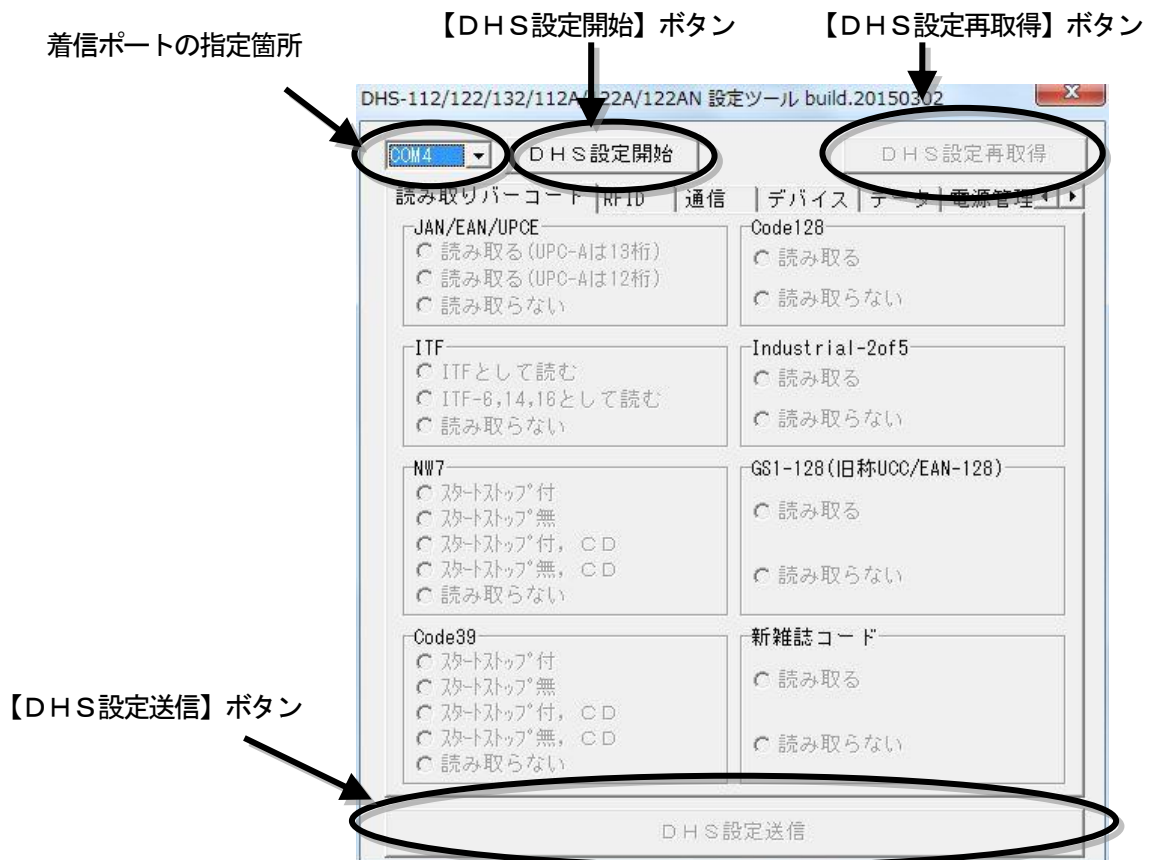 【ＤＨＳ設定開始】ボタン
【ＤＨＳ設定再取得】ボタン
着信ポートの指定箇所
DHS-112/122/132/112A/122A/122AN 設定ツール build.20150302
COM4
ＤＨＳ設定開始
ＤＨＳ設定再取得
読み取りバーコード RFID 通信 デバイス データ 電源管理
JAN/EAN/UPCE
読み取る(UPC-Aは13桁)
読み取る(UPC-Aは12桁)
読み取らない
Code128
読み取る
読み取らない
ITF
ITFとして読む
ITF-6,14,16として読む
読み取らない
Industrial-2of5
読み取る
読み取らない
NW7
ｽﾀｰﾄｽﾄｯﾌﾟ付
ｽﾀｰﾄｽﾄｯﾌﾟ無
ｽﾀｰﾄｽﾄｯﾌﾟ付，ＣＤ
ｽﾀｰﾄｽﾄｯﾌﾟ無，ＣＤ
読み取らない
GS1-128(旧称UCC/EAN-128)
読み取る
読み取らない
Code39
ｽﾀｰﾄｽﾄｯﾌﾟ付
ｽﾀｰﾄｽﾄｯﾌﾟ無
ｽﾀｰﾄｽﾄｯﾌﾟ付，ＣＤ
ｽﾀｰﾄｽﾄｯﾌﾟ無，ＣＤ
読み取らない
新雑誌コード
読み取る
読み取らない
【ＤＨＳ設定送信】ボタン
ＤＨＳ設定送信